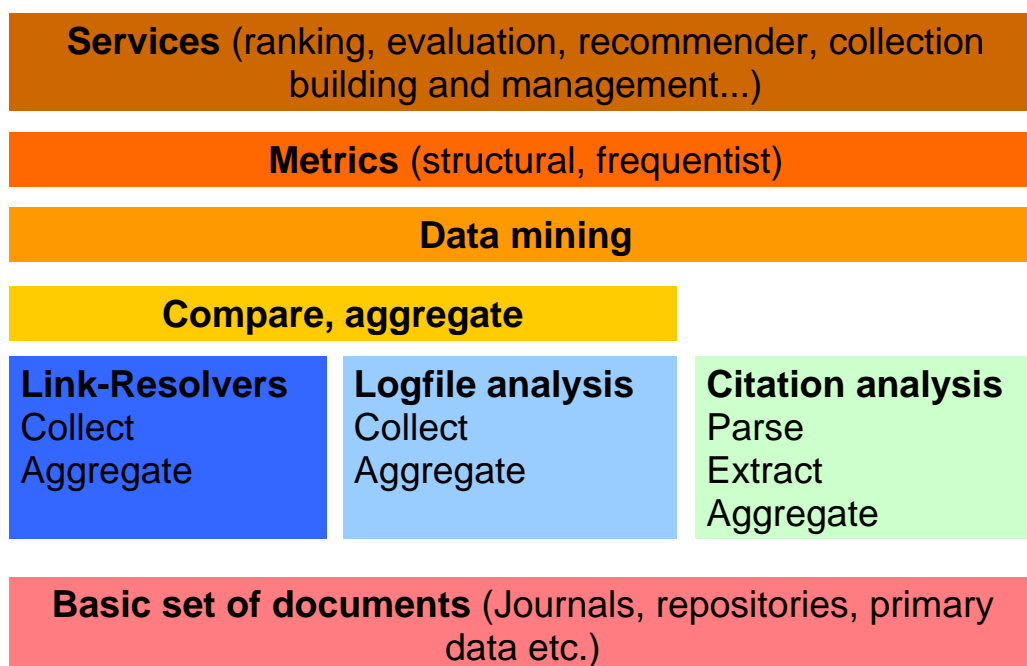 Services (ranking, evaluation, recommender, collection
building and management...)
Metrics (structural, frequentist)
Data mining
Compare, aggregate
Link-Resolvers
Collect
Aggregate
Logfile analysis
Collect
Aggregate
Citation analysis
Parse
Extract
Aggregate
Basic set of documents (Journals, repositories, primary
data etc.)